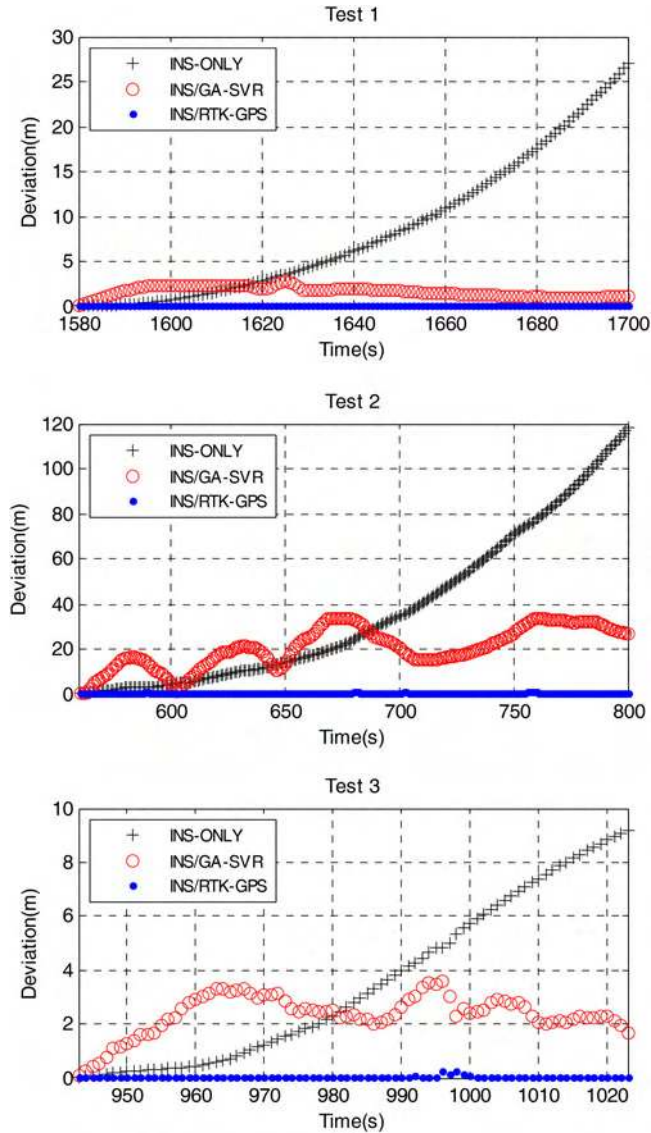 Test 1
30
25
20
15
10
5
0
Deviation(m)
INS-ONLY
INS/GA-SVR
INS/RTK-GPS
1580 1600 1620 1640 1660 1680 1700
Time(s)
Test 2
120
100
80
60
40
20
0
Deviation(m)
INS-ONLY
INS/GA-SVR
INS/RTK-GPS
600 650 700 750 800
Time(s)
Test 3
10
8
6
4
2
0
Deviation(m)
INS-ONLY
INS/GA-SVR
INS/RTK-GPS
950 960 970 980 990 1000 1010 1020
Time(s)